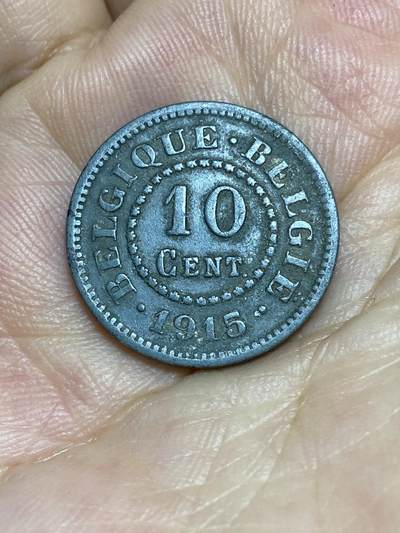 BELGIQUE · BELGIE ·
10
CENT.
· 1915 ·